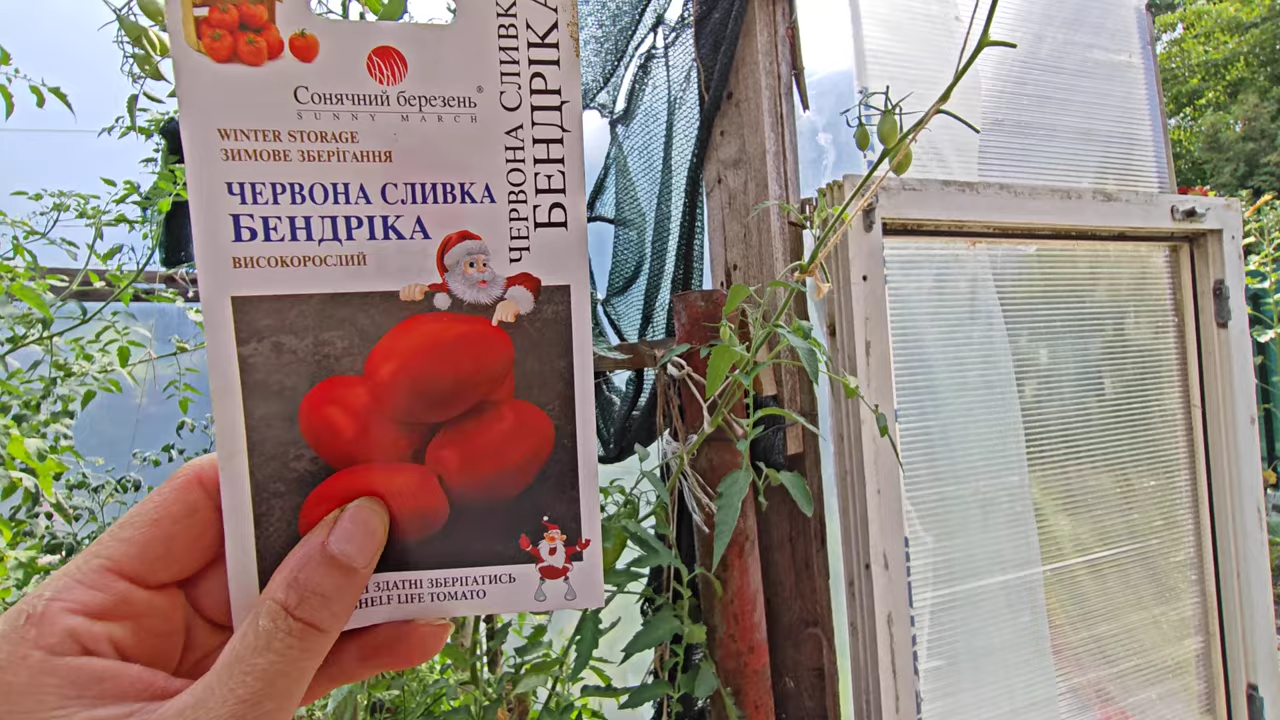 Сонячний березень®
SUNNY MARCH
WINTER STORAGE
ЗИМОВЕ ЗБЕРІГАННЯ
ЧЕРВОНА СЛИВКА
БЕНДРІКА
ВИСОКОРОСЛИЙ
ЧЕРВОНА СЛИВКА
БЕНДРІКА
ЗДАТНІ ЗБЕРІГАТИСЬ
SHELF LIFE TOMATO